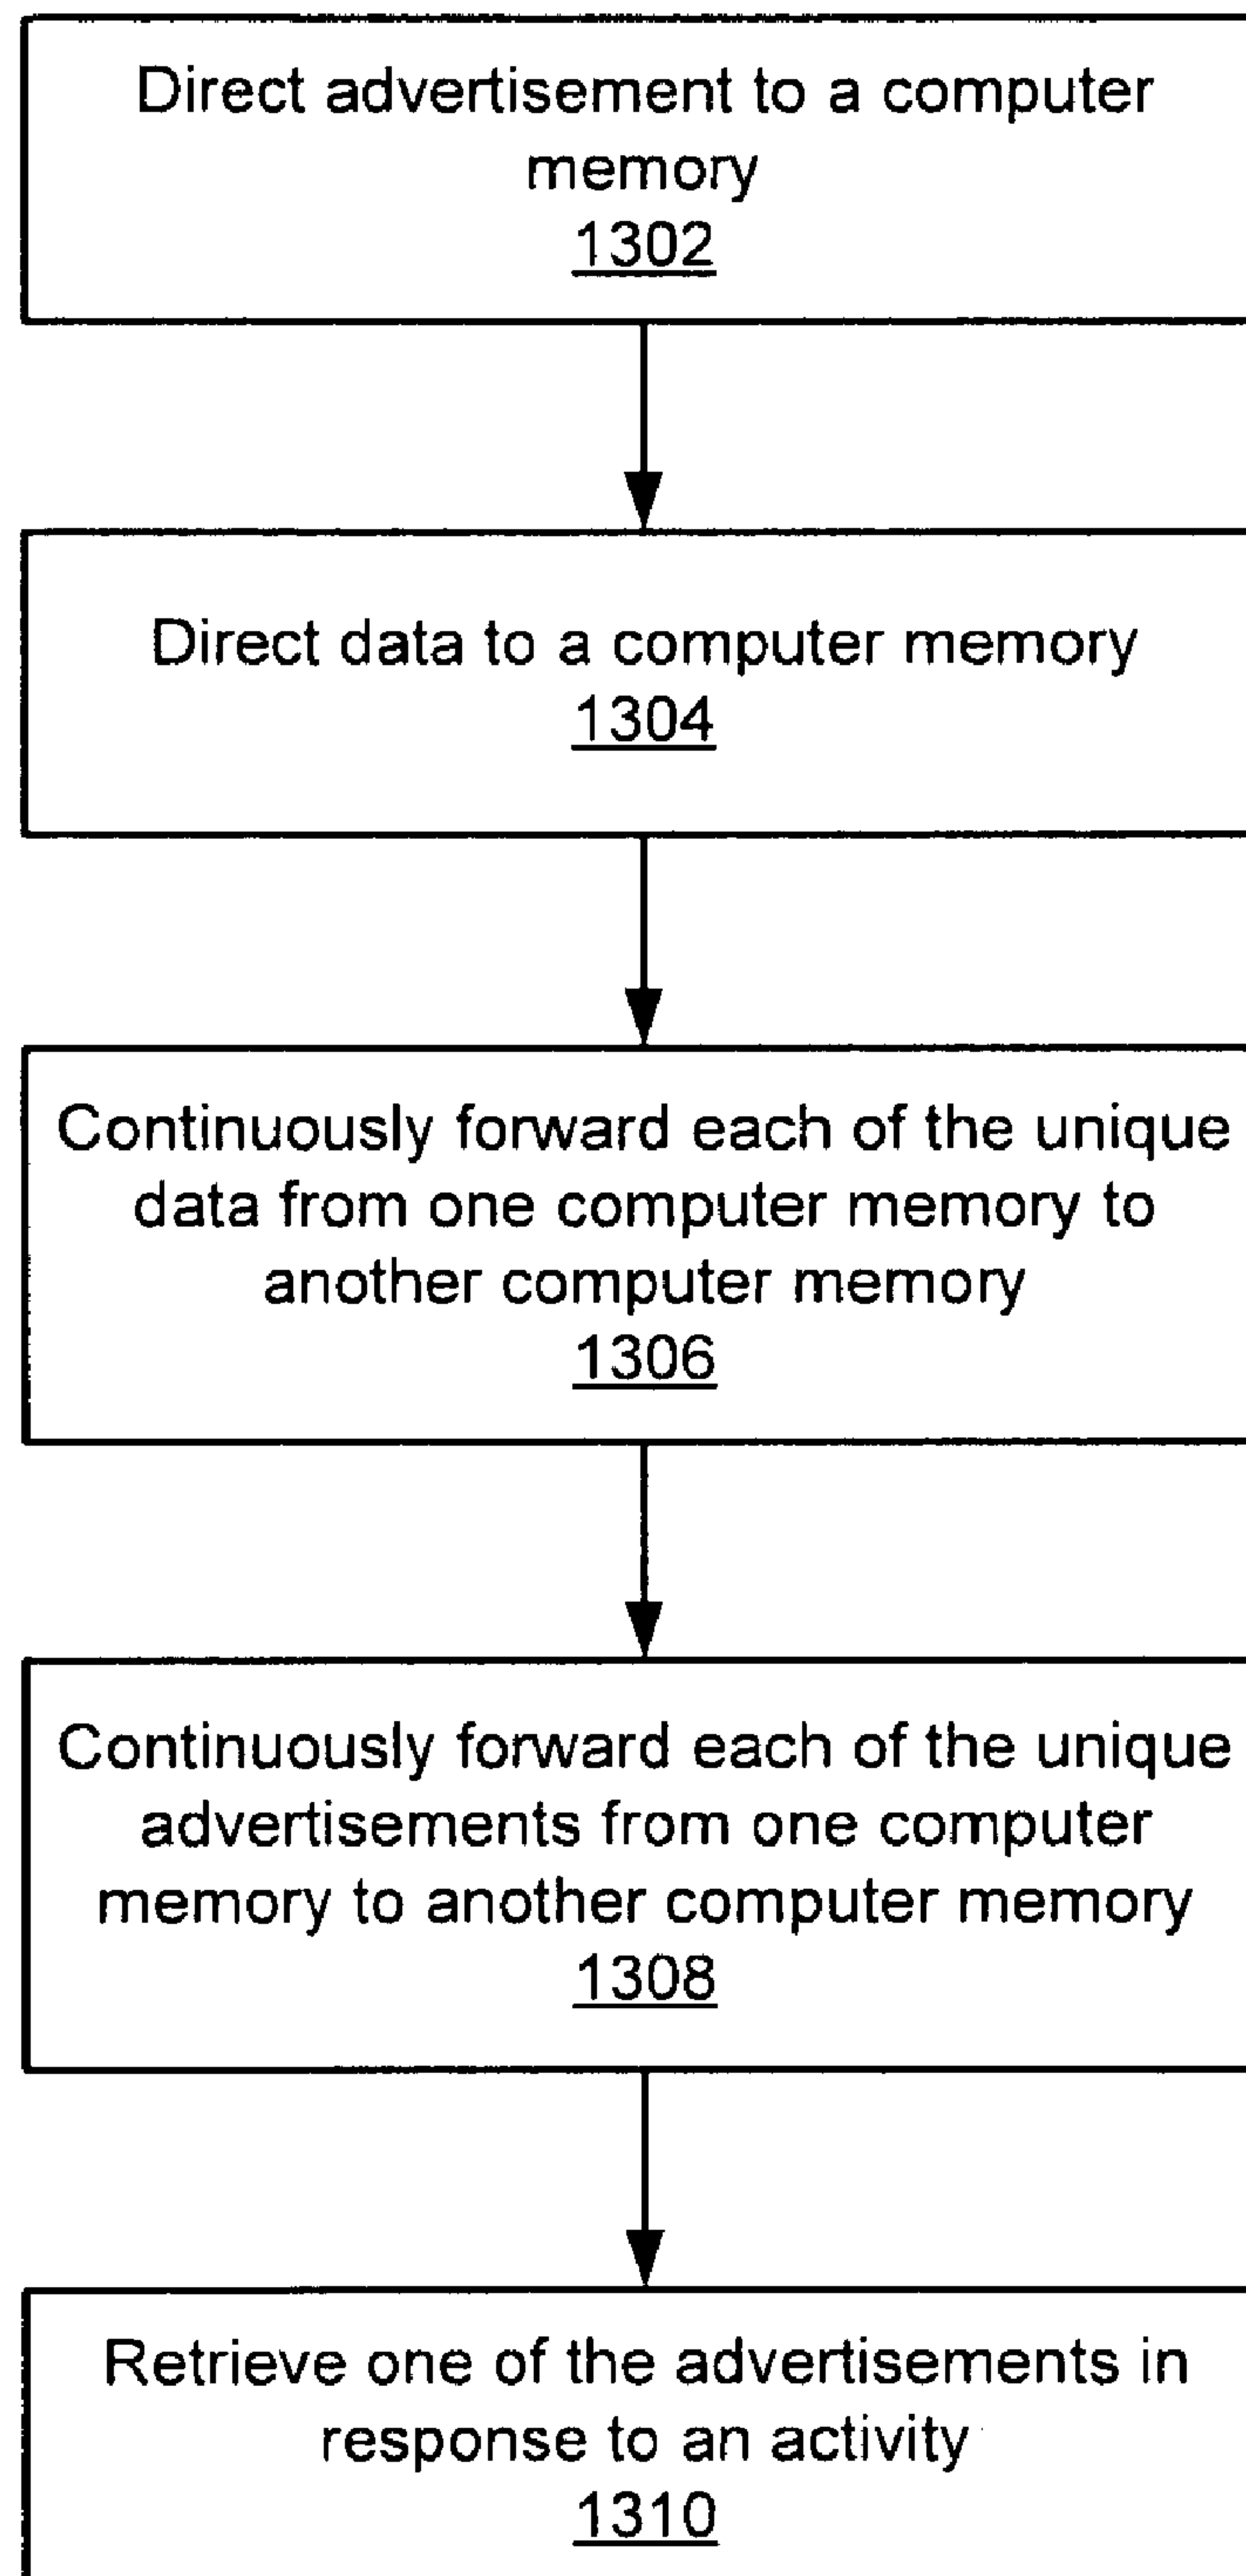 Direct advertisement to a computer
memory
1302
Direct data to a computer memory
1304
Continuously forward each of the unique
data from one computer memory to
another computer memory
1306
Continuously forward each of the unique
advertisements from one computer
memory to another computer memory
1308
Retrieve one of the advertisements in
response to an activity
1310